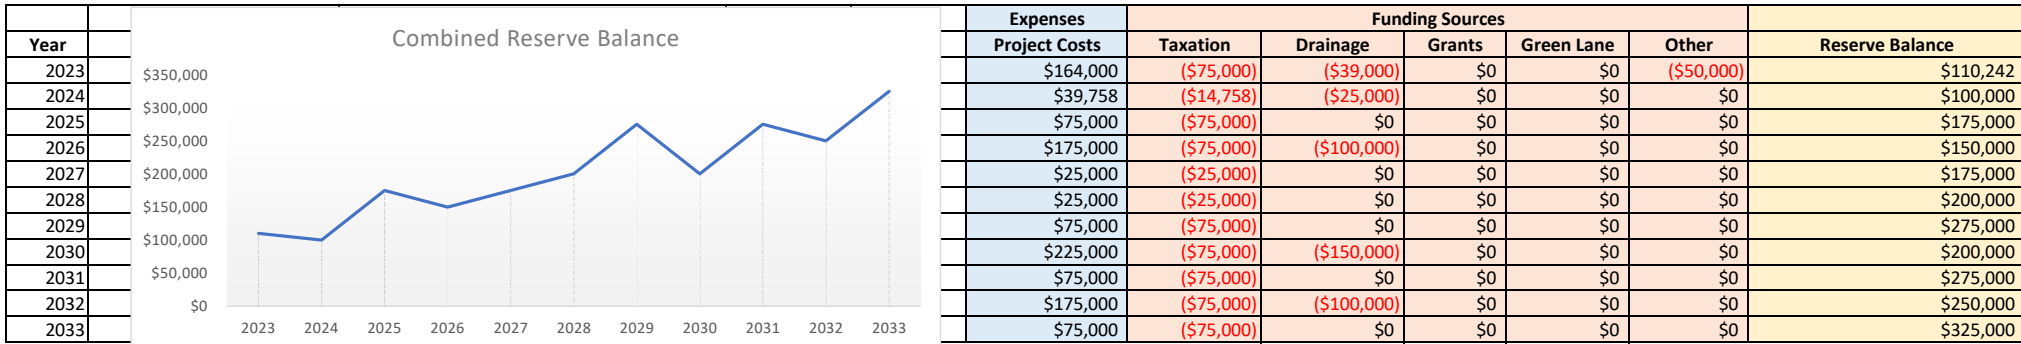 Expenses Funding Sources
Year Project Costs Taxation Drainage Grants Green Lane Other Reserve Balance
2023 $164,000 ($75,000) ($39,000) $0 $0 ($50,000) $110,242
2024 $39,758 ($14,758) ($25,000) $0 $0 $0 $100,000
2025 $75,000 ($75,000) $0 $0 $0 $0 $175,000
2026 $175,000 ($75,000) ($100,000) $0 $0 $0 $150,000
2027 $25,000 ($25,000) $0 $0 $0 $0 $175,000
2028 $25,000 ($25,000) $0 $0 $0 $0 $200,000
2029 $75,000 ($75,000) $0 $0 $0 $0 $275,000
2030 $225,000 ($75,000) ($150,000) $0 $0 $0 $200,000
2031 $75,000 ($75,000) $0 $0 $0 $0 $275,000
2032 $175,000 ($75,000) ($100,000) $0 $0 $0 $250,000
2033 $75,000 ($75,000) $0 $0 $0 $0 $325,000
Combined Reserve Balance
$350,000
$300,000
$250,000
$200,000
$150,000
$100,000
$50,000
$0
2023 2024 2025 2026 2027 2028 2029 2030 2031 2032 2033